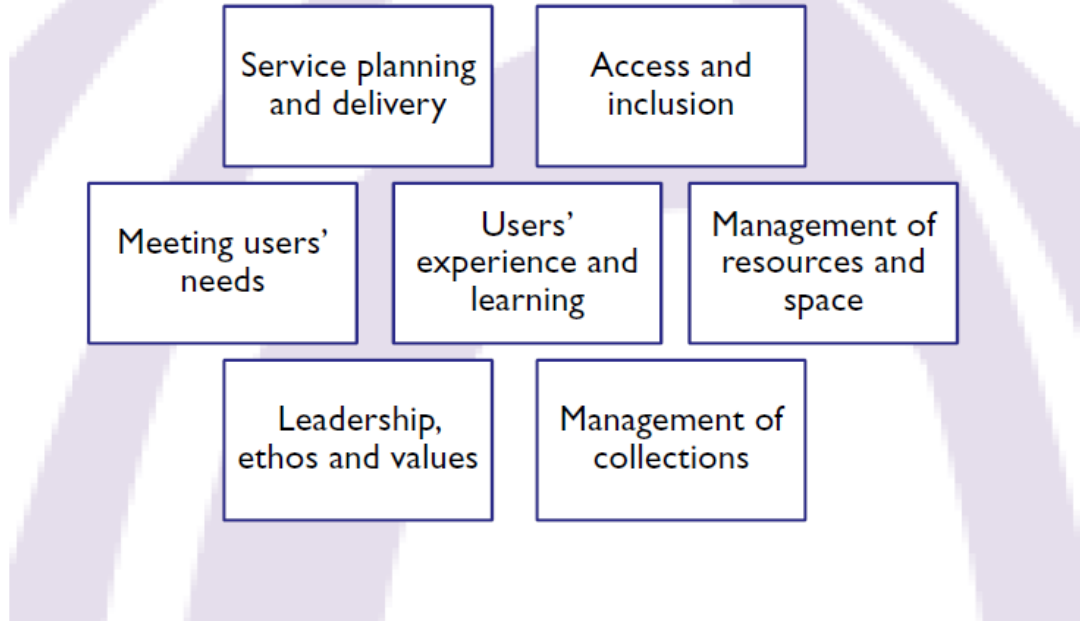 Service planning
and delivery
Access and
inclusion
Meeting users’
needs
Users’
experience and
learning
Management of
resources and
space
Leadership,
ethos and values
Management of
collections